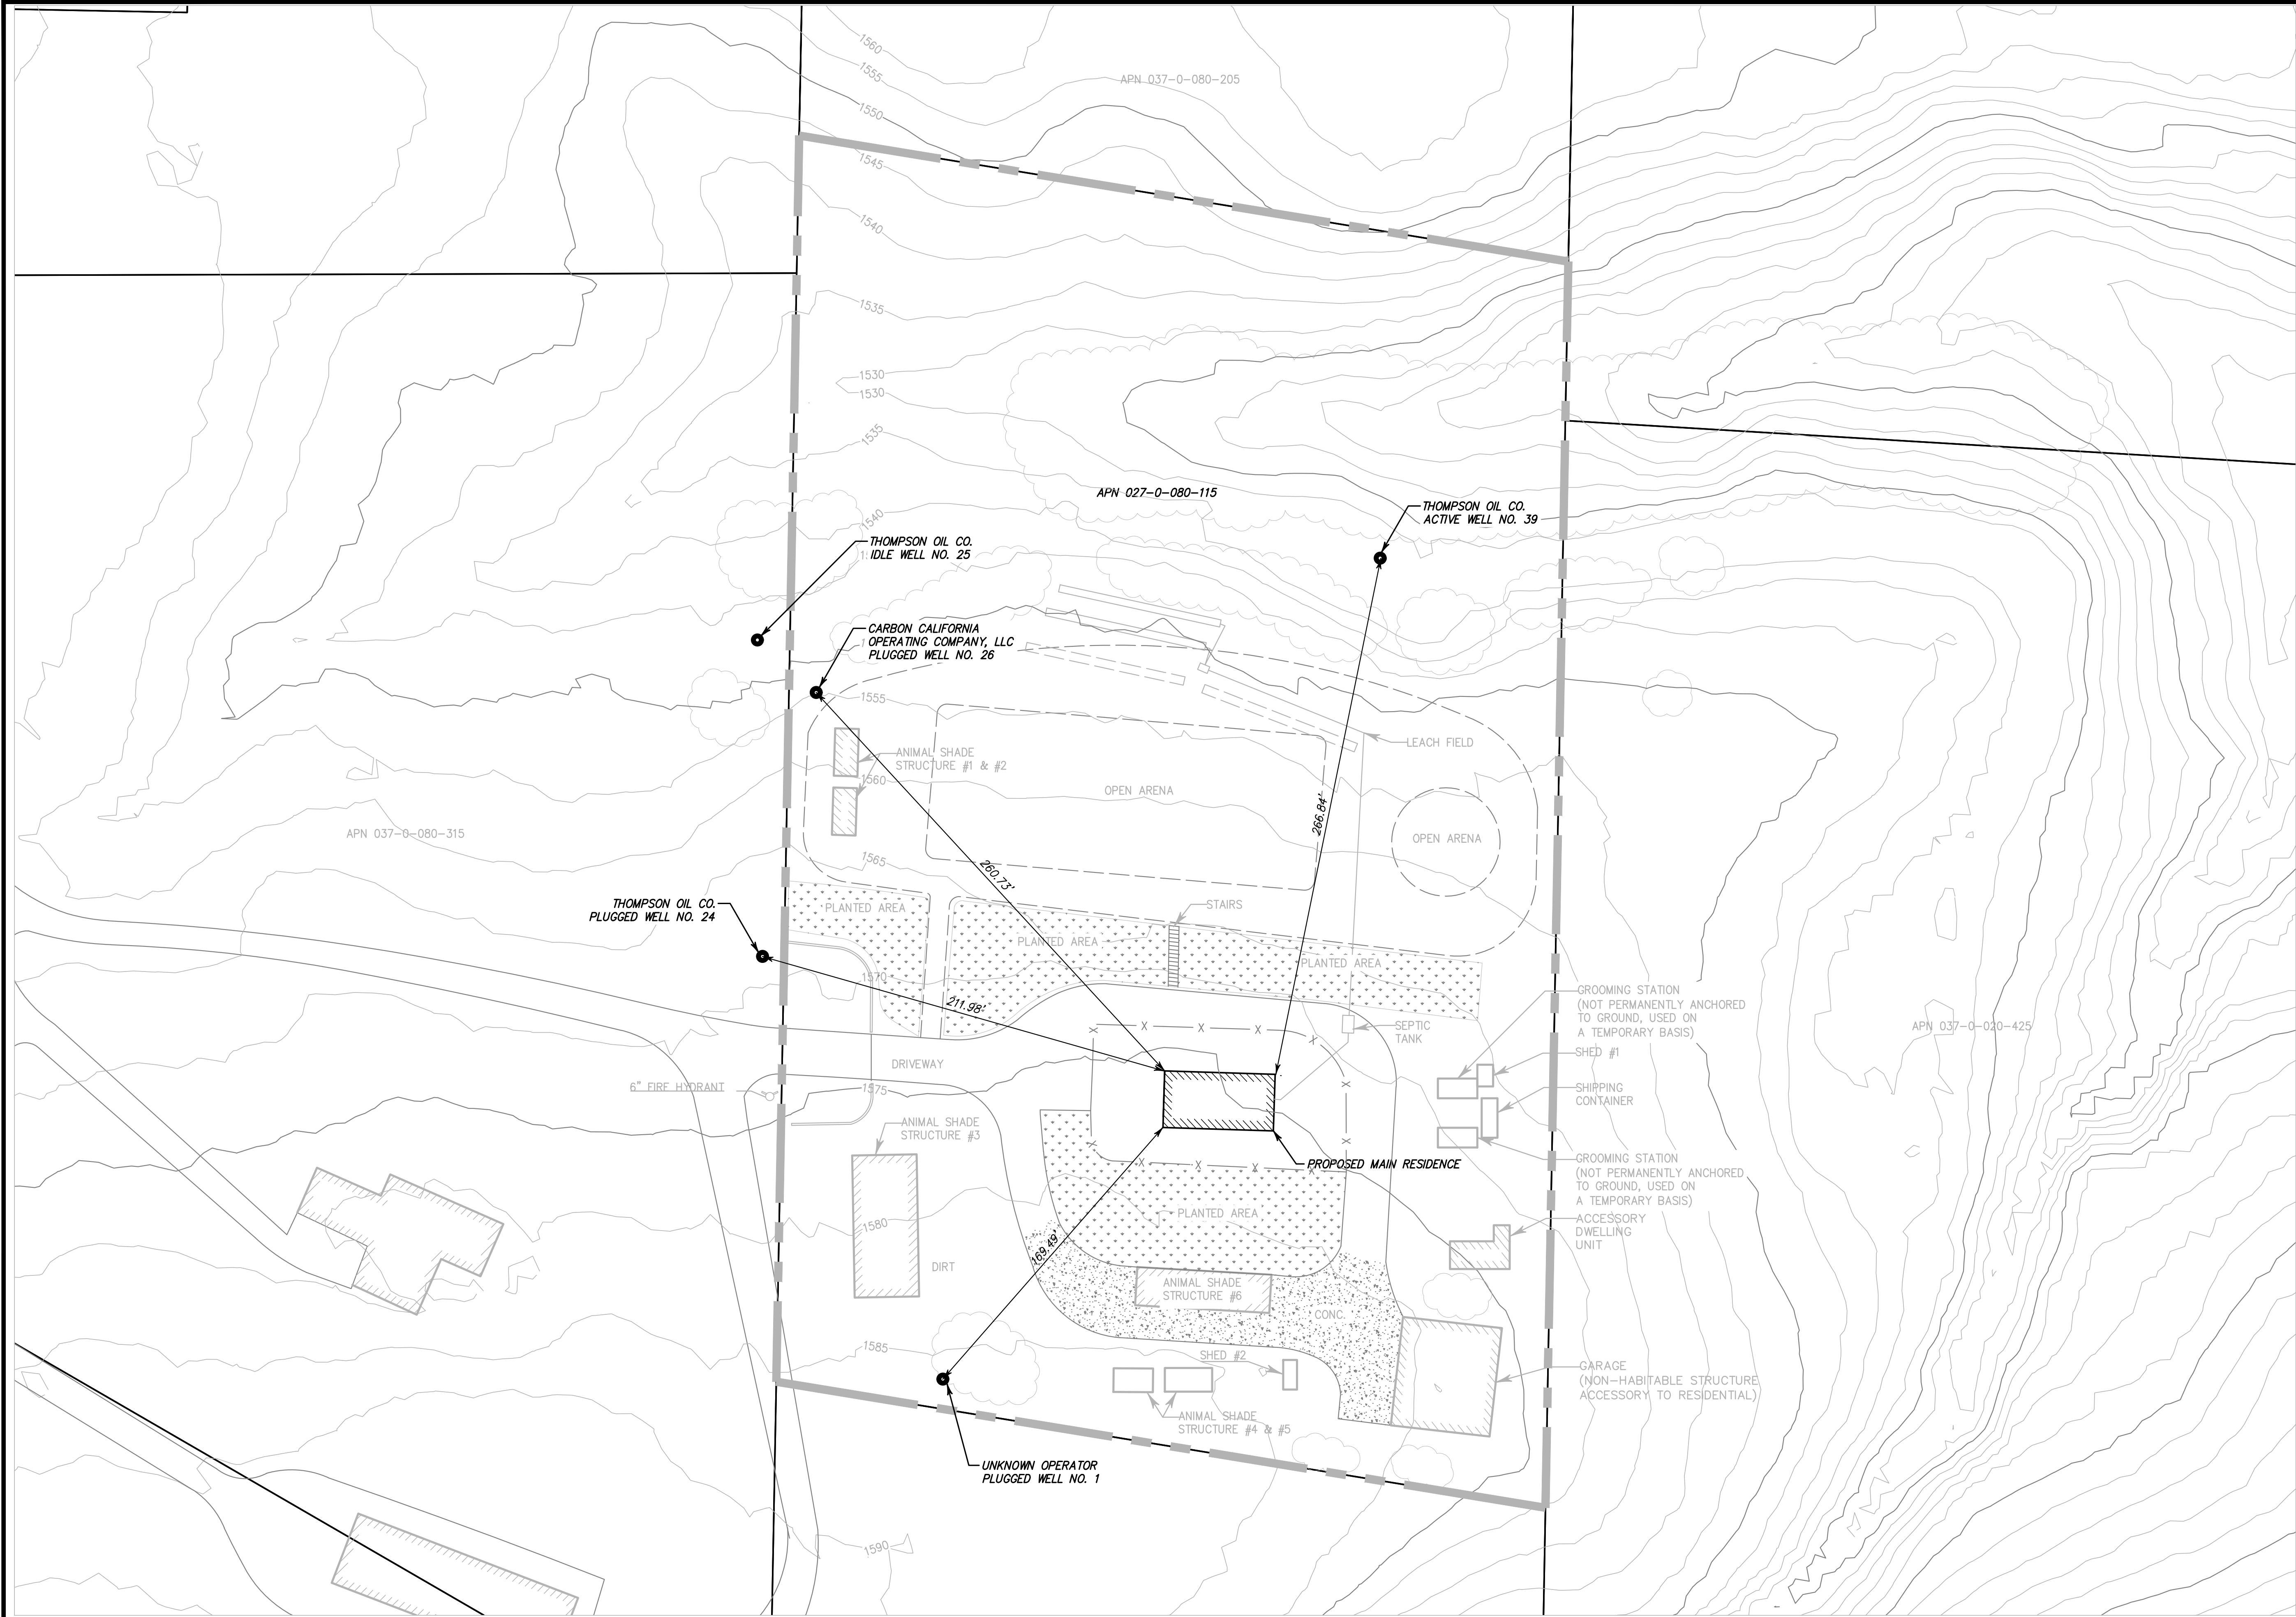 1560
1555
APN 037-0-080-205
1550
1545
1540
1535
1530
1530
1535
APN 027-0-080-115
THOMPSON OIL CO.
ACTIVE WELL NO. 39
1540
THOMPSON OIL CO.
IDLE WELL NO. 25
CARBON CALIFORNIA
OPERATING COMPANY, LLC
PLUGGED WELL NO. 26
1555
ANIMAL SHADE
STRUCTURE #1 & #2
1560
LEACH FIELD
OPEN ARENA
266.84'
OPEN ARENA
APN 037-0-080-315
1565
260.73'
THOMPSON OIL CO.
PLUGGED WELL NO. 24
PLANTED AREA
STAIRS
PLANTED AREA
PLANTED AREA
1570
211.98'
GROOMING STATION
(NOT PERMANENTLY ANCHORED
TO GROUND, USED ON
A TEMPORARY BASIS)
APN 037-0-020-425
SEPTIC
TANK
SHED #1
DRIVEWAY
6" FIRE HYDRANT
1575
SHIPPING
CONTAINER
ANIMAL SHADE
STRUCTURE #3
PROPOSED MAIN RESIDENCE
GROOMING STATION
(NOT PERMANENTLY ANCHORED
TO GROUND, USED ON
A TEMPORARY BASIS)
1580
PLANTED AREA
ACCESSORY
DWELLING
UNIT
169.49'
DIRT
ANIMAL SHADE
STRUCTURE #6
CONC.
1585
SHED #2
GARAGE
(NON-HABITABLE STRUCTURE
ACCESSORY TO RESIDENTIAL)
ANIMAL SHADE
STRUCTURE #4 & #5
UNKNOWN OPERATOR
PLUGGED WELL NO. 1
1590